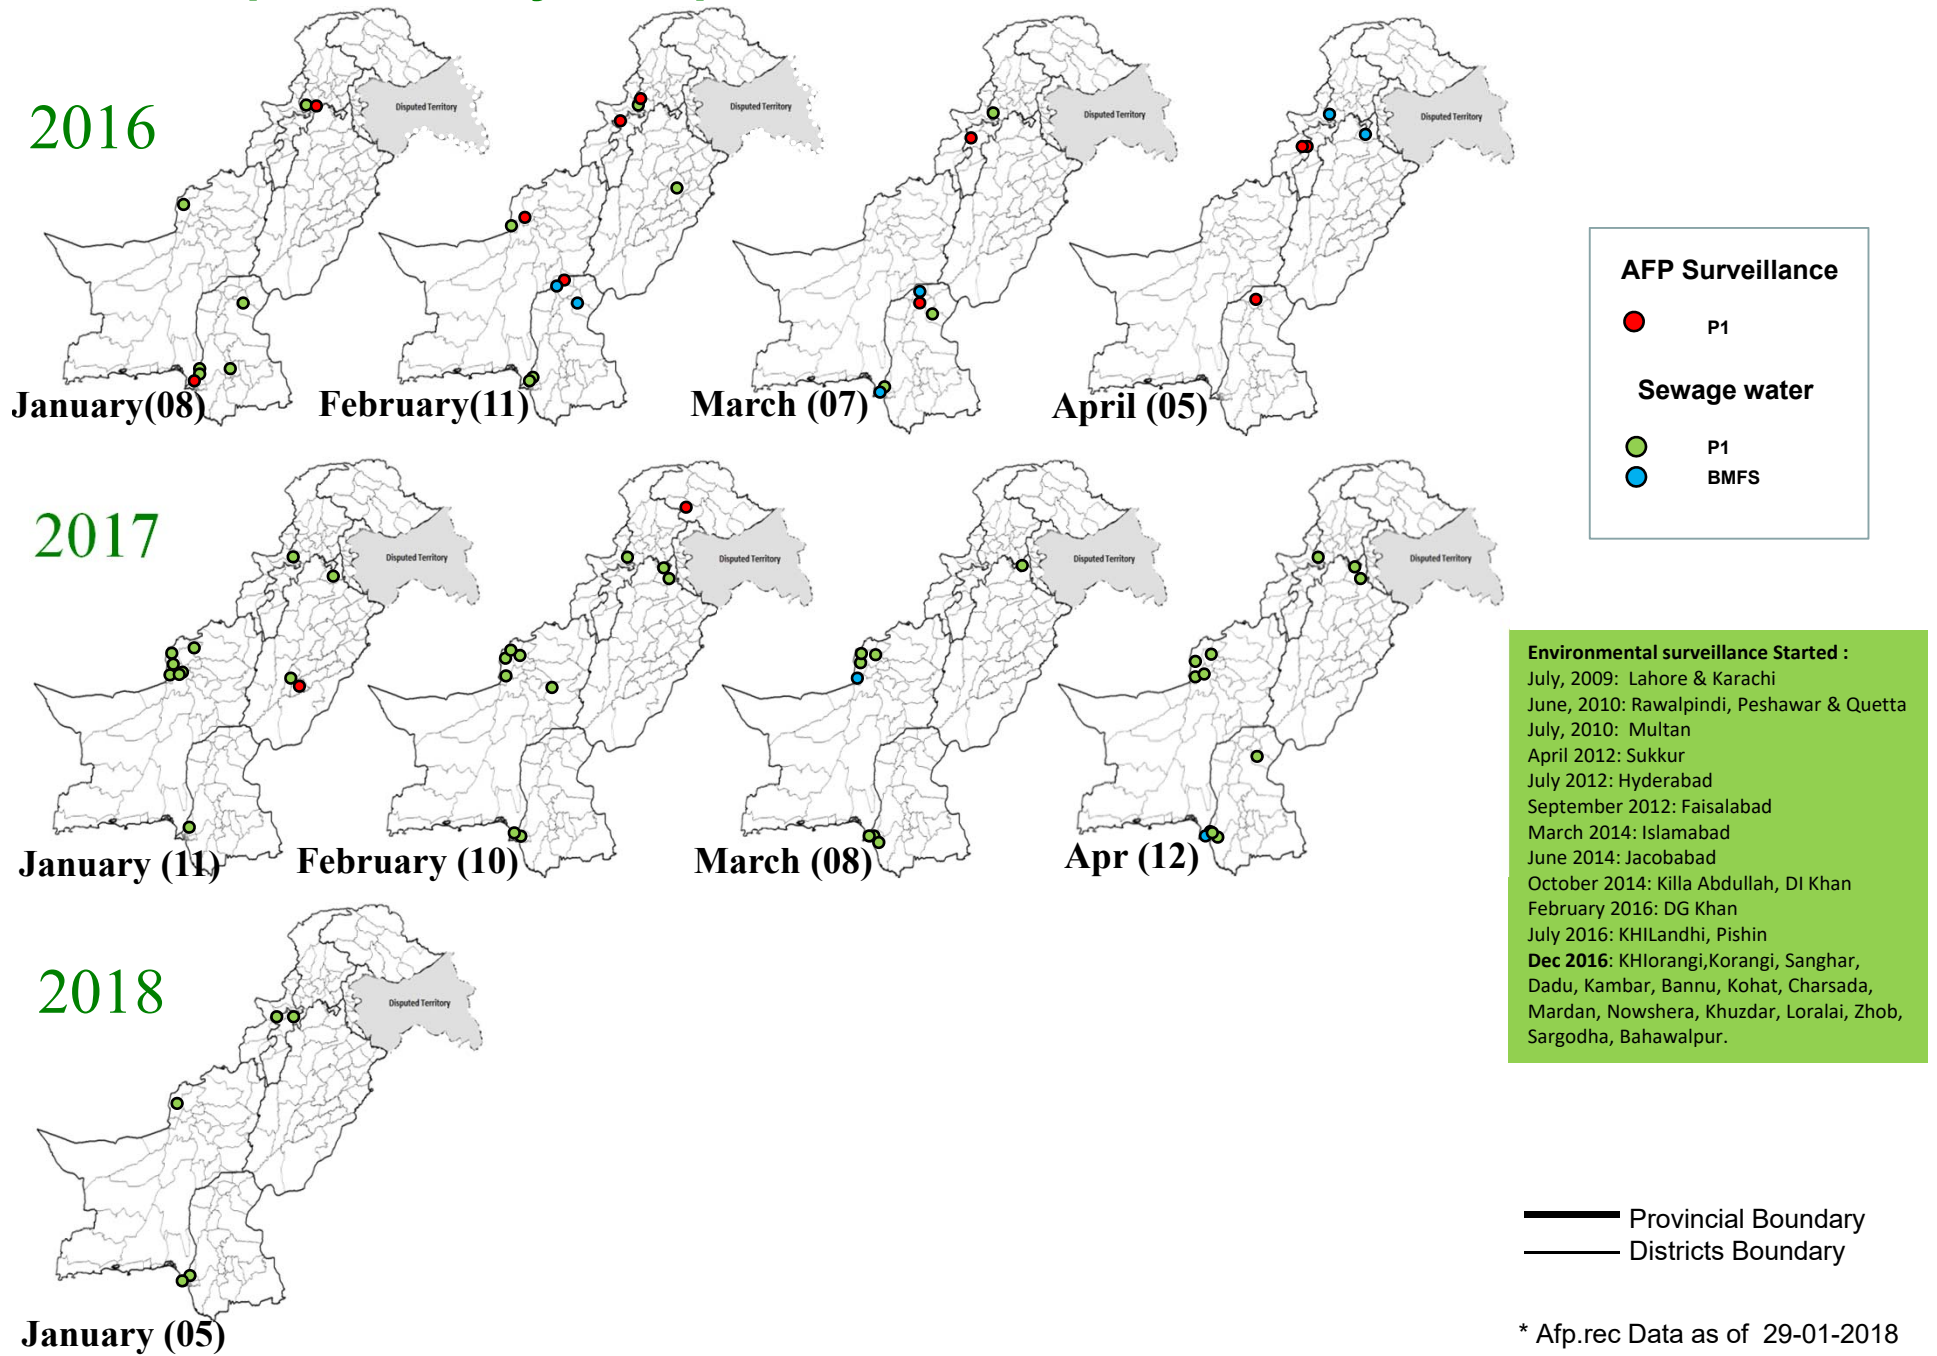 2016
Disputed Territory
Disputed Territory
Disputed Territory
Disputed Territory
January(08)
February(11)
March (07)
April (05)
AFP Surveillance
P1
Sewage water
P1
BMFS
2017
Disputed Territory
Disputed Territory
Disputed Territory
Disputed Territory
January (11)
February (10)
March (08)
Apr (12)
Environmental surveillance Started :
July, 2009: Lahore & Karachi
June, 2010: Rawalpindi, Peshawar & Quetta
July, 2010: Multan
April 2012: Sukkur
July 2012: Hyderabad
September 2012: Faisalabad
March 2014: Islamabad
June 2014: Jacobabad
October 2014: Killa Abdullah, DI Khan
February 2016: DG Khan
July 2016: KHILandhi, Pishin
Dec 2016: KHIorangi,Korangi, Sanghar,
Dadu, Kambar, Bannu, Kohat, Charsada,
Mardan, Nowshera, Khuzdar, Loralai, Zhob,
Sargodha, Bahawalpur.
2018
Disputed Territory
January (05)
Provincial Boundary
Districts Boundary
* Afp.rec Data as of 29-01-2018